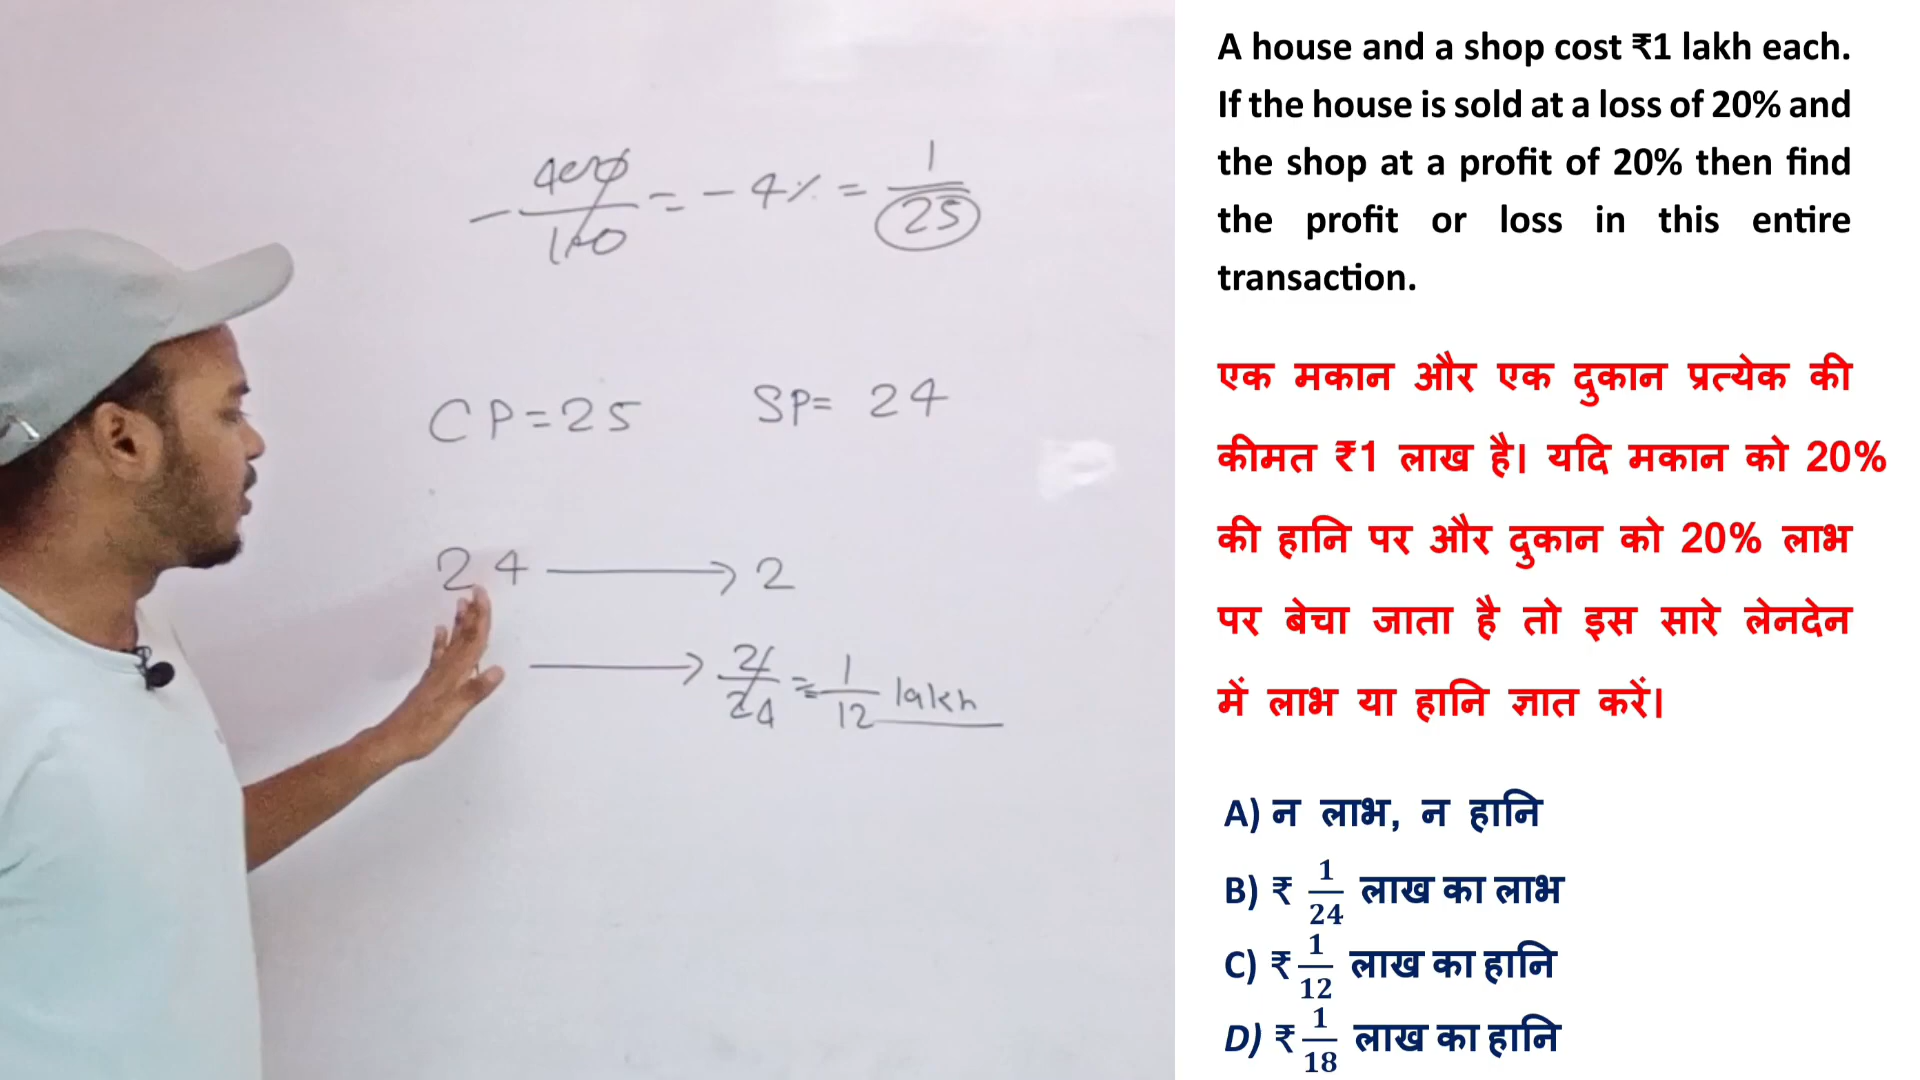 - 400/100 = - 4% = 1/25
CP=25 SP= 24
24 → 2
→ 2/24 = 1/12 lakh
A house and a shop cost ₹1 lakh each.
If the house is sold at a loss of 20% and
the shop at a profit of 20% then find
the profit or loss in this entire
transaction.
एक मकान और एक दुकान प्रत्येक की
कीमत ₹1 लाख है। यदि मकान को 20%
की हानि पर और दुकान को 20% लाभ
पर बेचा जाता है तो इस सारे लेनदेन
में लाभ या हानि ज्ञात करें।
A) न लाभ, न हानि
B) ₹ 1/24 लाख का लाभ
C) ₹ 1/12 लाख का हानि
D) ₹ 1/18 लाख का हानि